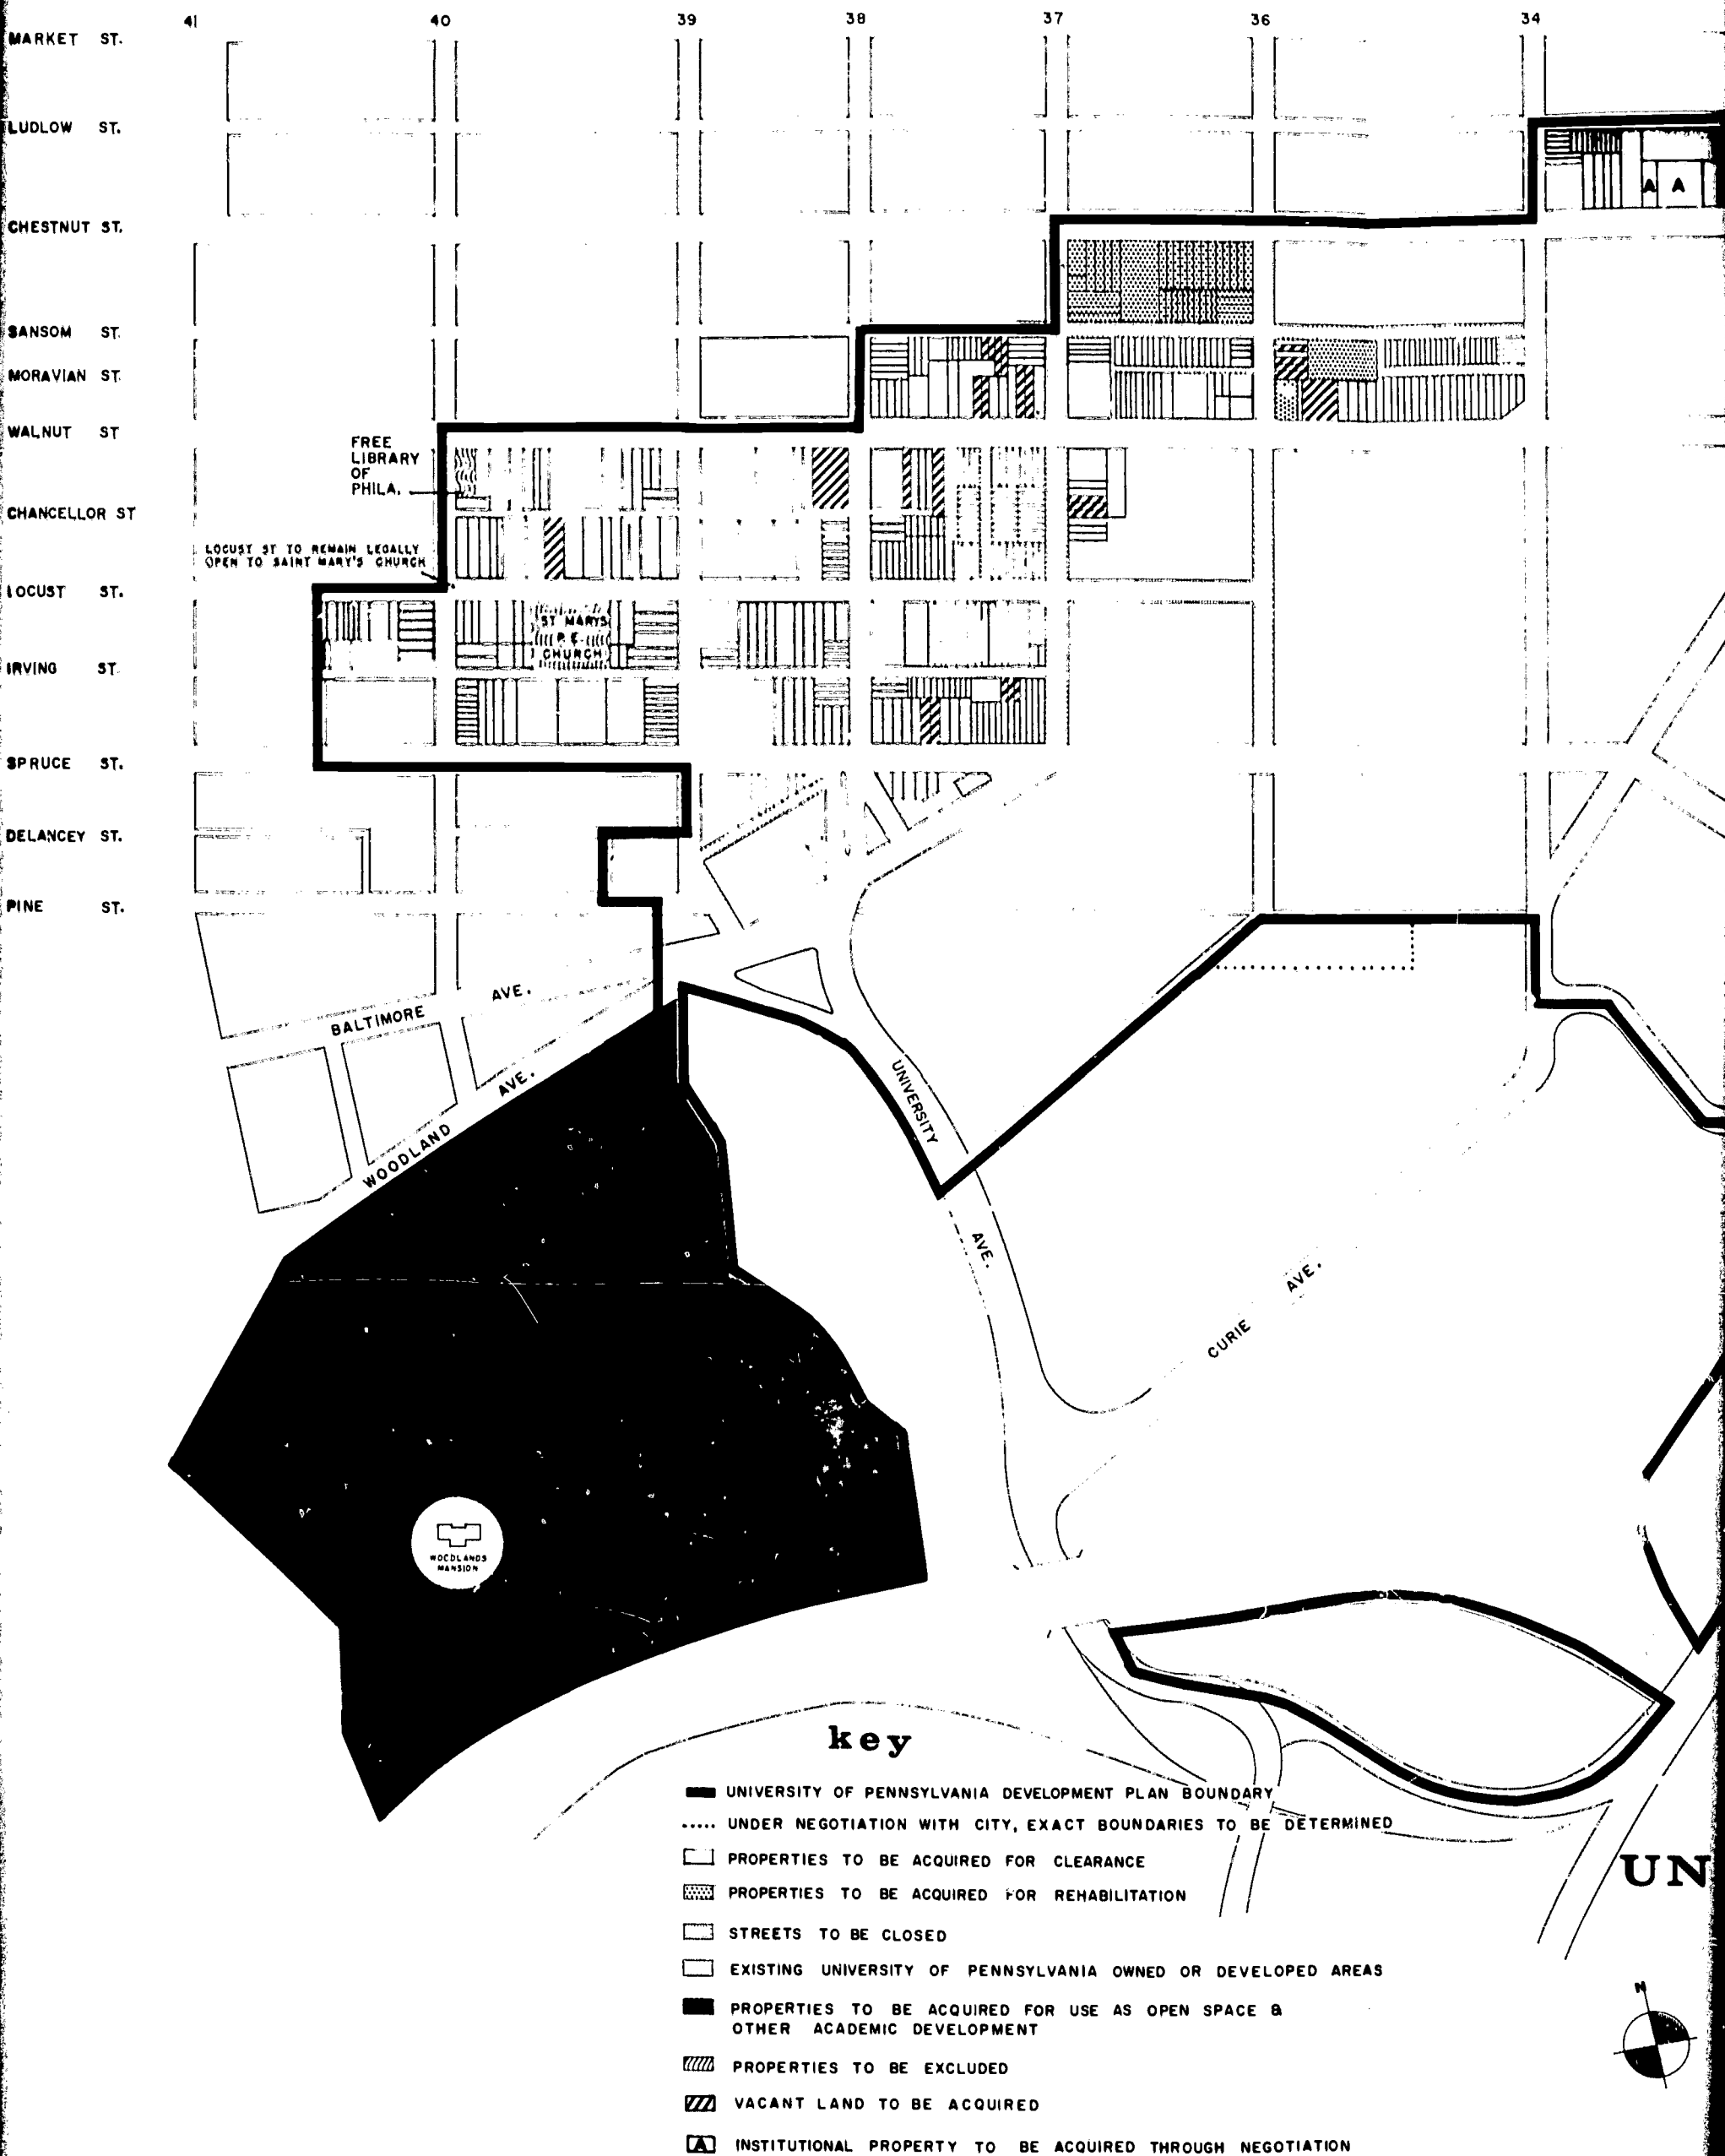 41 40 39 38 37 36 34
MARKET ST.
LUDLOW ST.
A A
CHESTNUT ST.
SANSOM ST.
MORAVIAN ST.
WALNUT ST
FREE
LIBRARY
OF
PHILA.
CHANCELLOR ST
LOCUST ST TO REMAIN LEGALLY
OPEN TO SAINT MARY'S CHURCH
LOCUST ST.
ST MARYS
P. E.
CHURCH
IRVING ST.
SPRUCE ST.
DELANCEY ST.
PINE ST.
BALTIMORE AVE.
WOODLAND AVE.
UNIVERSITY AVE.
CURIE AVE.
WOODLANDS
MANSION
key
UNIVERSITY OF PENNSYLVANIA DEVELOPMENT PLAN BOUNDARY
UNDER NEGOTIATION WITH CITY, EXACT BOUNDARIES TO BE DETERMINED
PROPERTIES TO BE ACQUIRED FOR CLEARANCE
PROPERTIES TO BE ACQUIRED FOR REHABILITATION
UN
STREETS TO BE CLOSED
EXISTING UNIVERSITY OF PENNSYLVANIA OWNED OR DEVELOPED AREAS
N
PROPERTIES TO BE ACQUIRED FOR USE AS OPEN SPACE &
OTHER ACADEMIC DEVELOPMENT
PROPERTIES TO BE EXCLUDED
VACANT LAND TO BE ACQUIRED
A INSTITUTIONAL PROPERTY TO BE ACQUIRED THROUGH NEGOTIATION